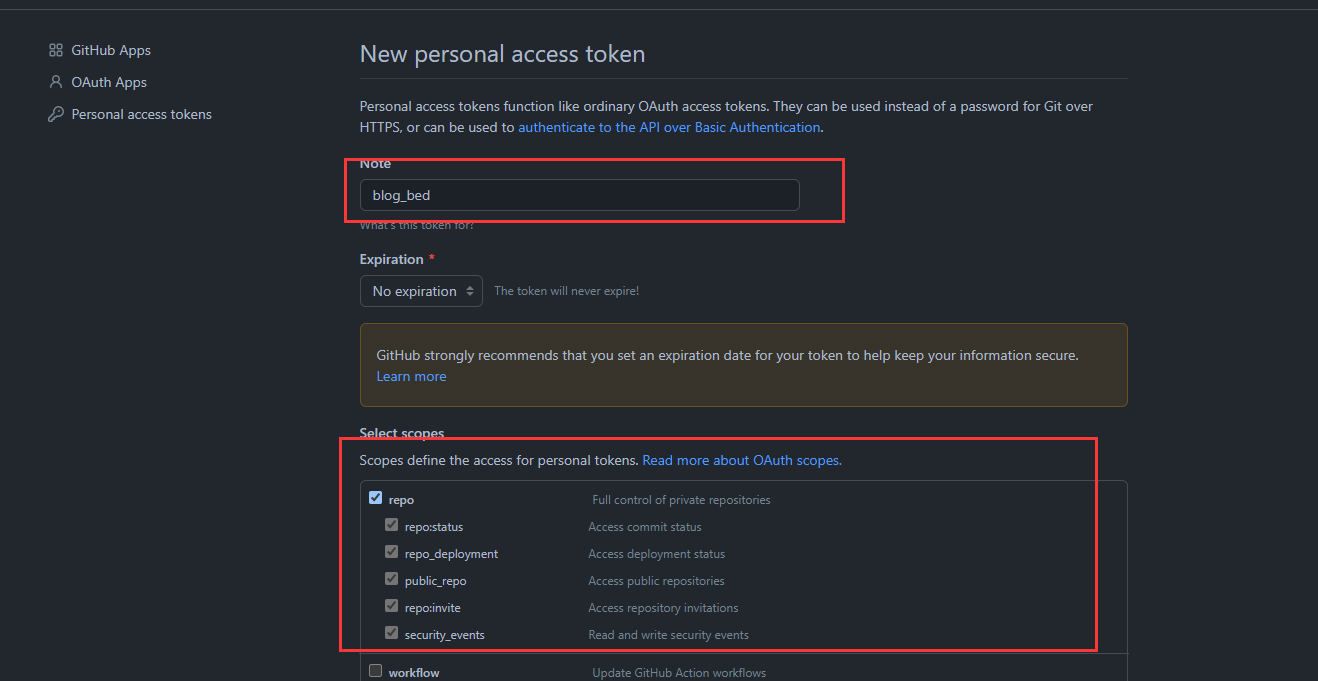 GitHub Apps
OAuth Apps
Personal access tokens
New personal access token
Personal access tokens function like ordinary OAuth access tokens. They can be used instead of a password for Git over
HTTPS, or can be used to authenticate to the API over Basic Authentication.
Note
blog_bed
What's this token for?
Expiration *
No expiration The token will never expire!
GitHub strongly recommends that you set an expiration date for your token to help keep your information secure.
Learn more
Select scopes
Scopes define the access for personal tokens. Read more about OAuth scopes.
repo Full control of private repositories
repo:status Access commit status
repo_deployment Access deployment status
public_repo Access public repositories
repo:invite Access repository invitations
security_events Read and write security events
workflow Update GitHub Action workflows